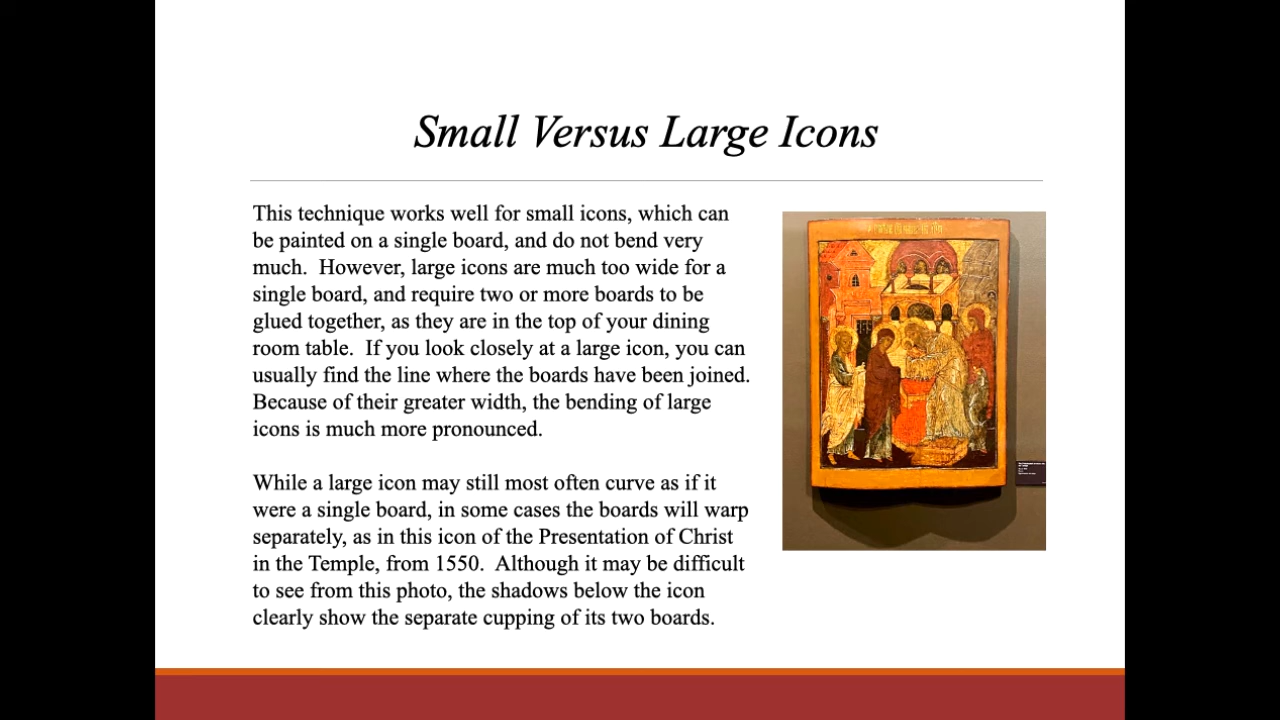 Small Versus Large Icons
This technique works well for small icons, which can
be painted on a single board, and do not bend very
much.  However, large icons are much too wide for a
single board, and require two or more boards to be
glued together, as they are in the top of your dining
room table.  If you look closely at a large icon, you can
usually find the line where the boards have been joined.
Because of their greater width, the bending of large
icons is much more pronounced.
While a large icon may still most often curve as if it
were a single board, in some cases the boards will warp
separately, as in this icon of the Presentation of Christ
in the Temple, from 1550.  Although it may be difficult
to see from this photo, the shadows below the icon
clearly show the separate cupping of its two boards.